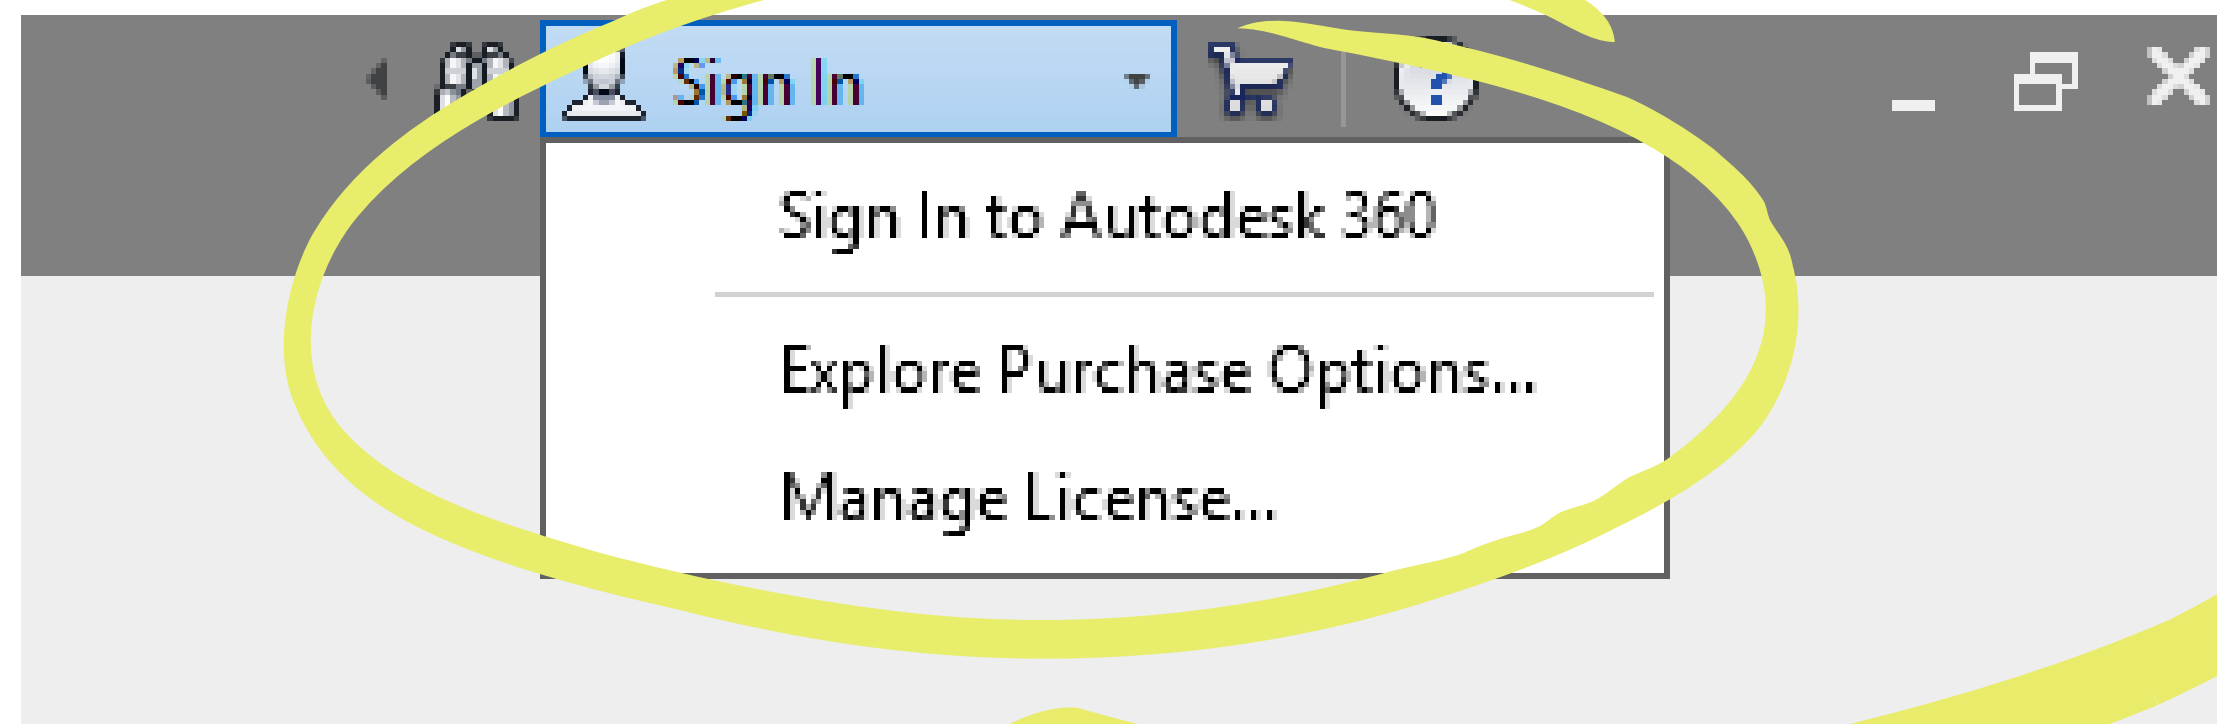 Sign In
Sign In to Autodesk 360
Explore Purchase Options...
Manage License...